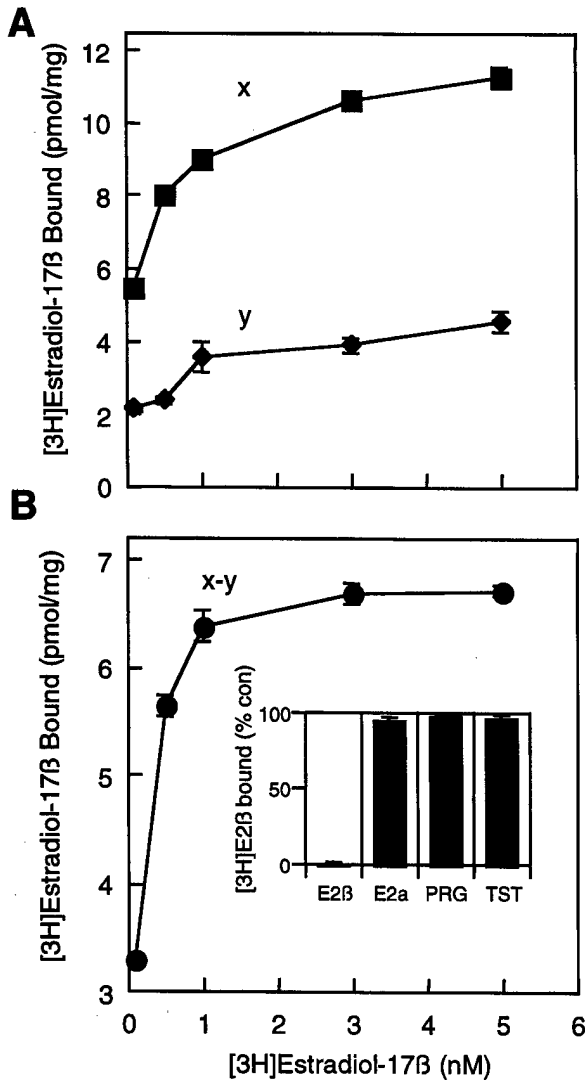 A
[3H]Estradiol-17ß Bound (pmol/mg)
12
10
8
6
4
2
0
x
y
B
[3H]Estradiol-17ß Bound (pmol/mg)
7
6
5
4
3
x-y
[3H]E2ß bound (% con)
100
50
0
E2ß E2a PRG TST
0 1 2 3 4 5 6
[3H]Estradiol-17ß (nM)